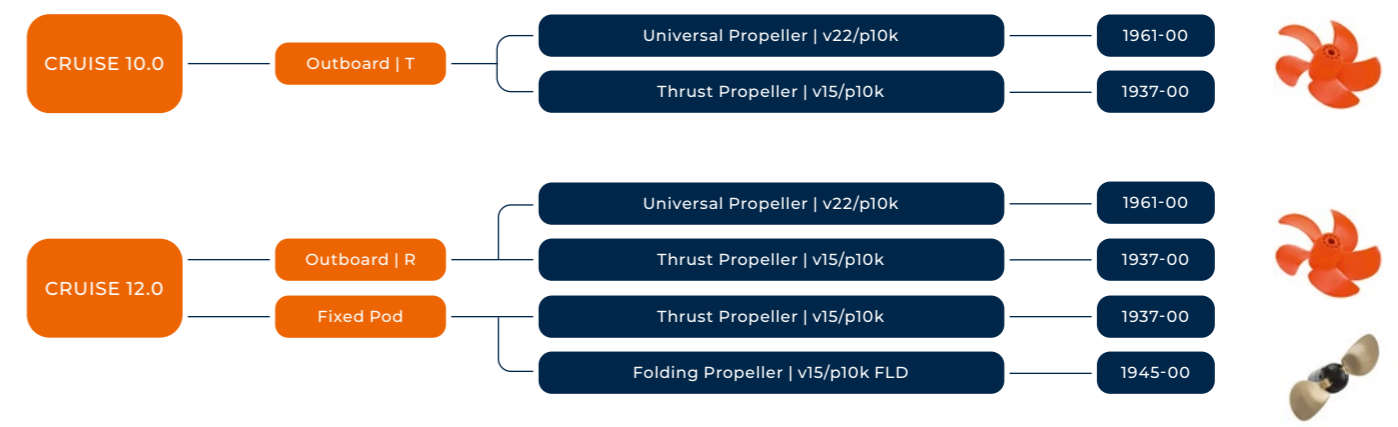 CRUISE 10.0
Outboard | T
Universal Propeller | v22/p10k
1961-00
Thrust Propeller | v15/p10k
1937-00
CRUISE 12.0
Outboard | R
Universal Propeller | v22/p10k
1961-00
Thrust Propeller | v15/p10k
1937-00
Fixed Pod
Thrust Propeller | v15/p10k
1937-00
Folding Propeller | v15/p10k FLD
1945-00